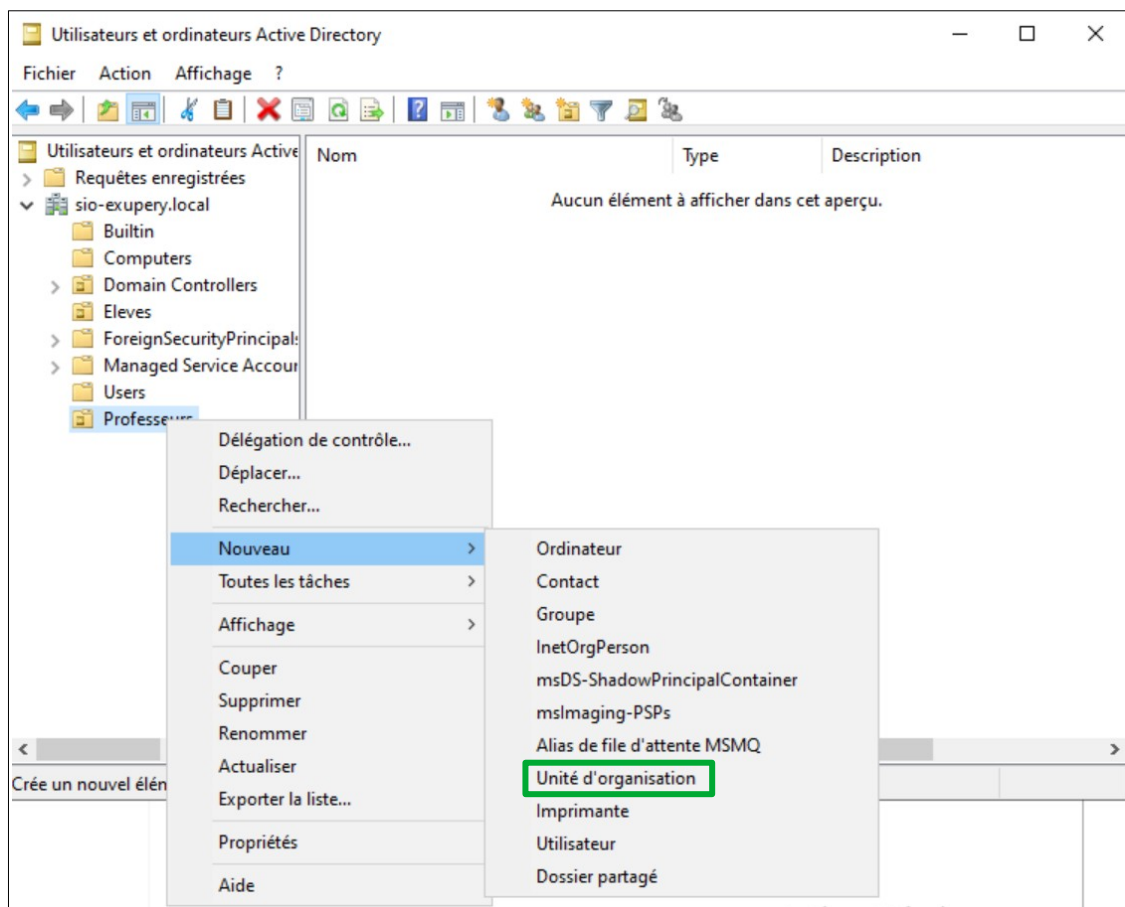 Utilisateurs et ordinateurs Active Directory
Fichier Action Affichage ?
Utilisateurs et ordinateurs Active
Nom Type Description
Requêtes enregistrées
Aucun élément à afficher dans cet aperçu.
sio-exupery.local
Builtin
Computers
Domain Controllers
Eleves
ForeignSecurityPrincipals
Managed Service Accour
Users
Professeurs
Délégation de contrôle...
Déplacer...
Rechercher...
Nouveau
Toutes les tâches
Affichage
Couper
Supprimer
Renommer
Actualiser
Exporter la liste...
Propriétés
Aide
Ordinateur
Contact
Groupe
InetOrgPerson
msDS-ShadowPrincipalContainer
msImaging-PSPs
Alias de file d'attente MSMQ
Unité d'organisation
Imprimante
Utilisateur
Dossier partagé
Crée un nouvel élén